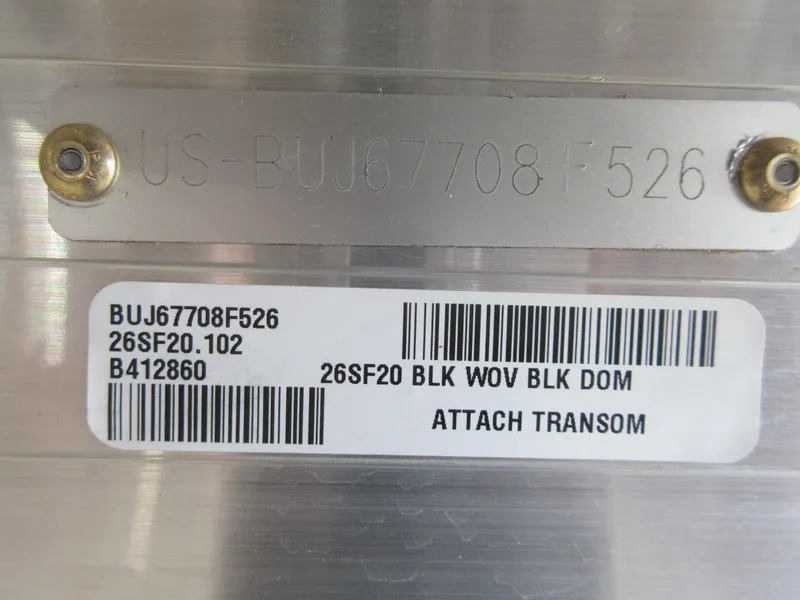 US-BUJ67708F526
BUJ67708F526
26SF20.102
B412860
26SF20 BLK WOV BLK DOM
ATTACH TRANSOM